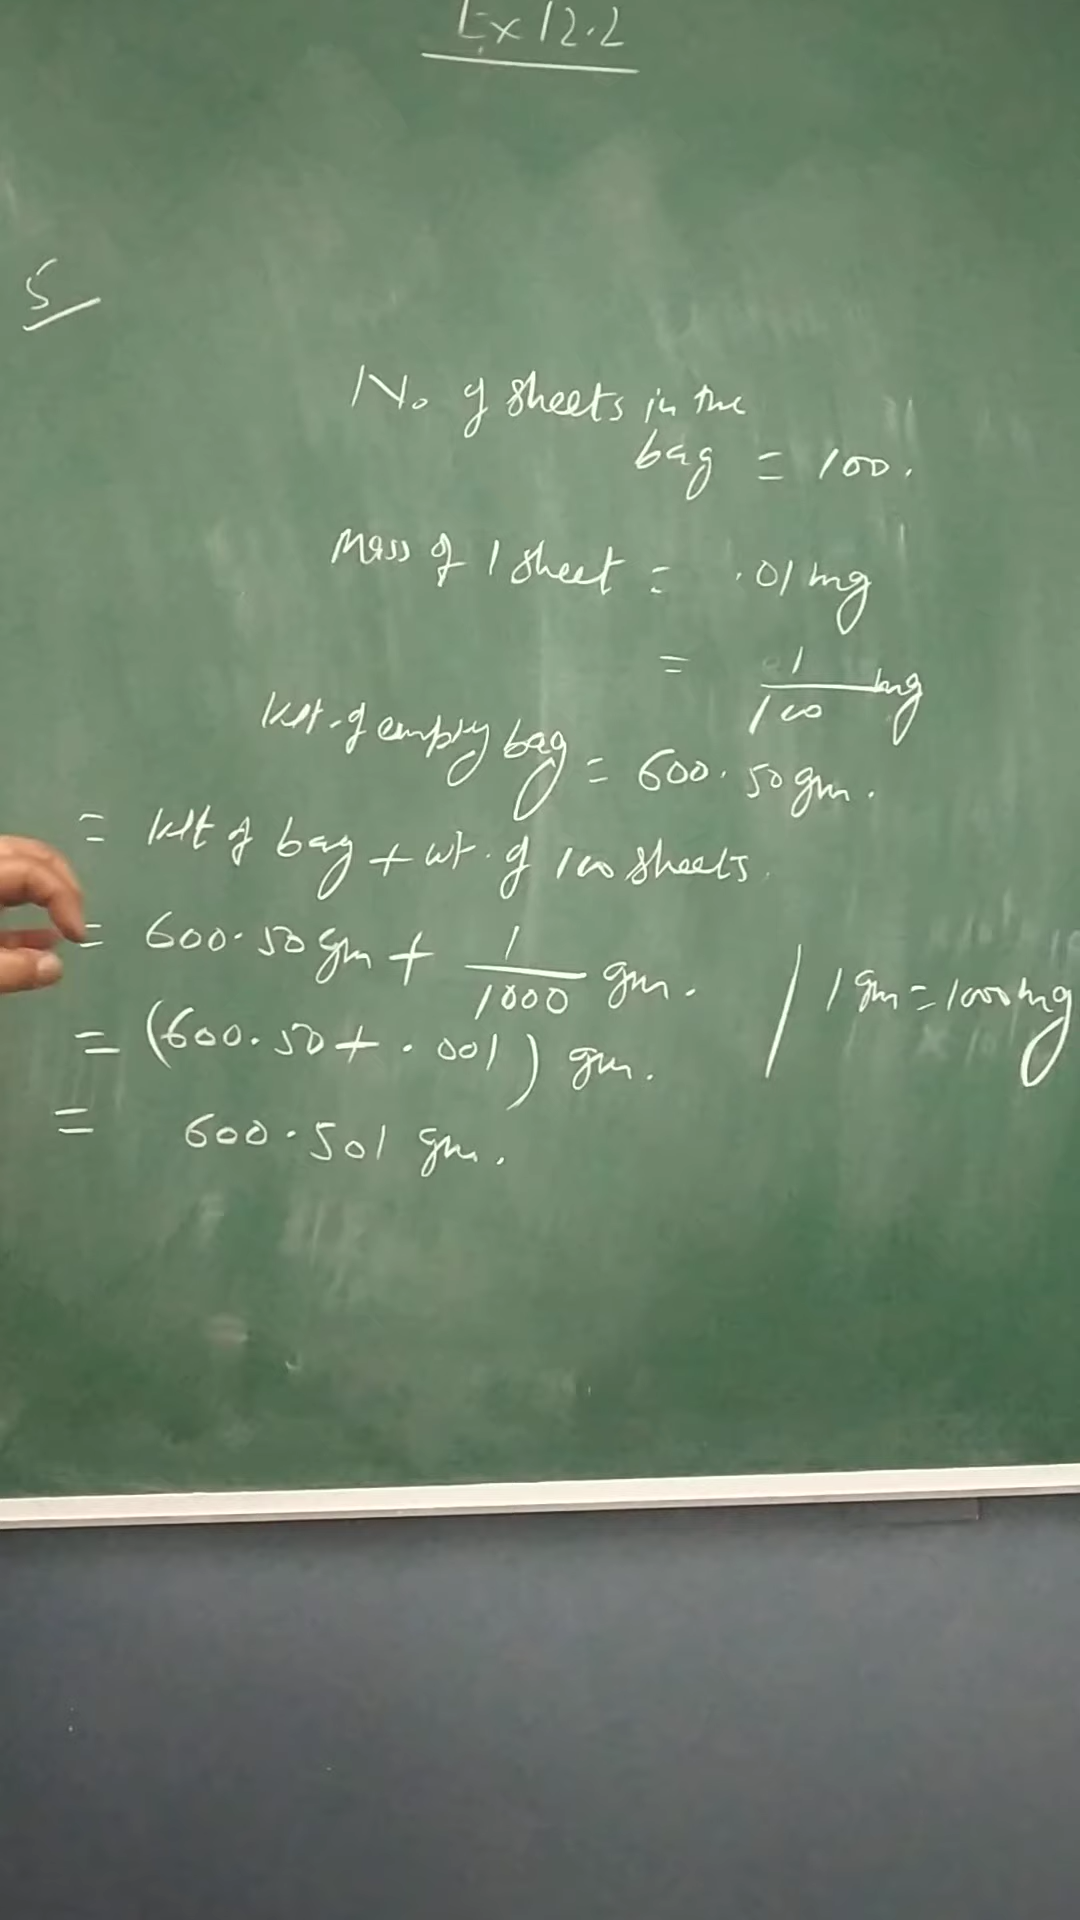 Ex 12.2
5
No. of sheets in the
bag = 100.
Mass of 1 sheet = .01 mg
= 1/100 mg
Wt. of empty bag = 600.50 gm.
= Wt of bag + wt. of 100 sheets.
= 600.50 gm + 1/1000 gm. | 1 gm = 1000 mg
= (600.50 + .001) gm.
= 600.501 gm.